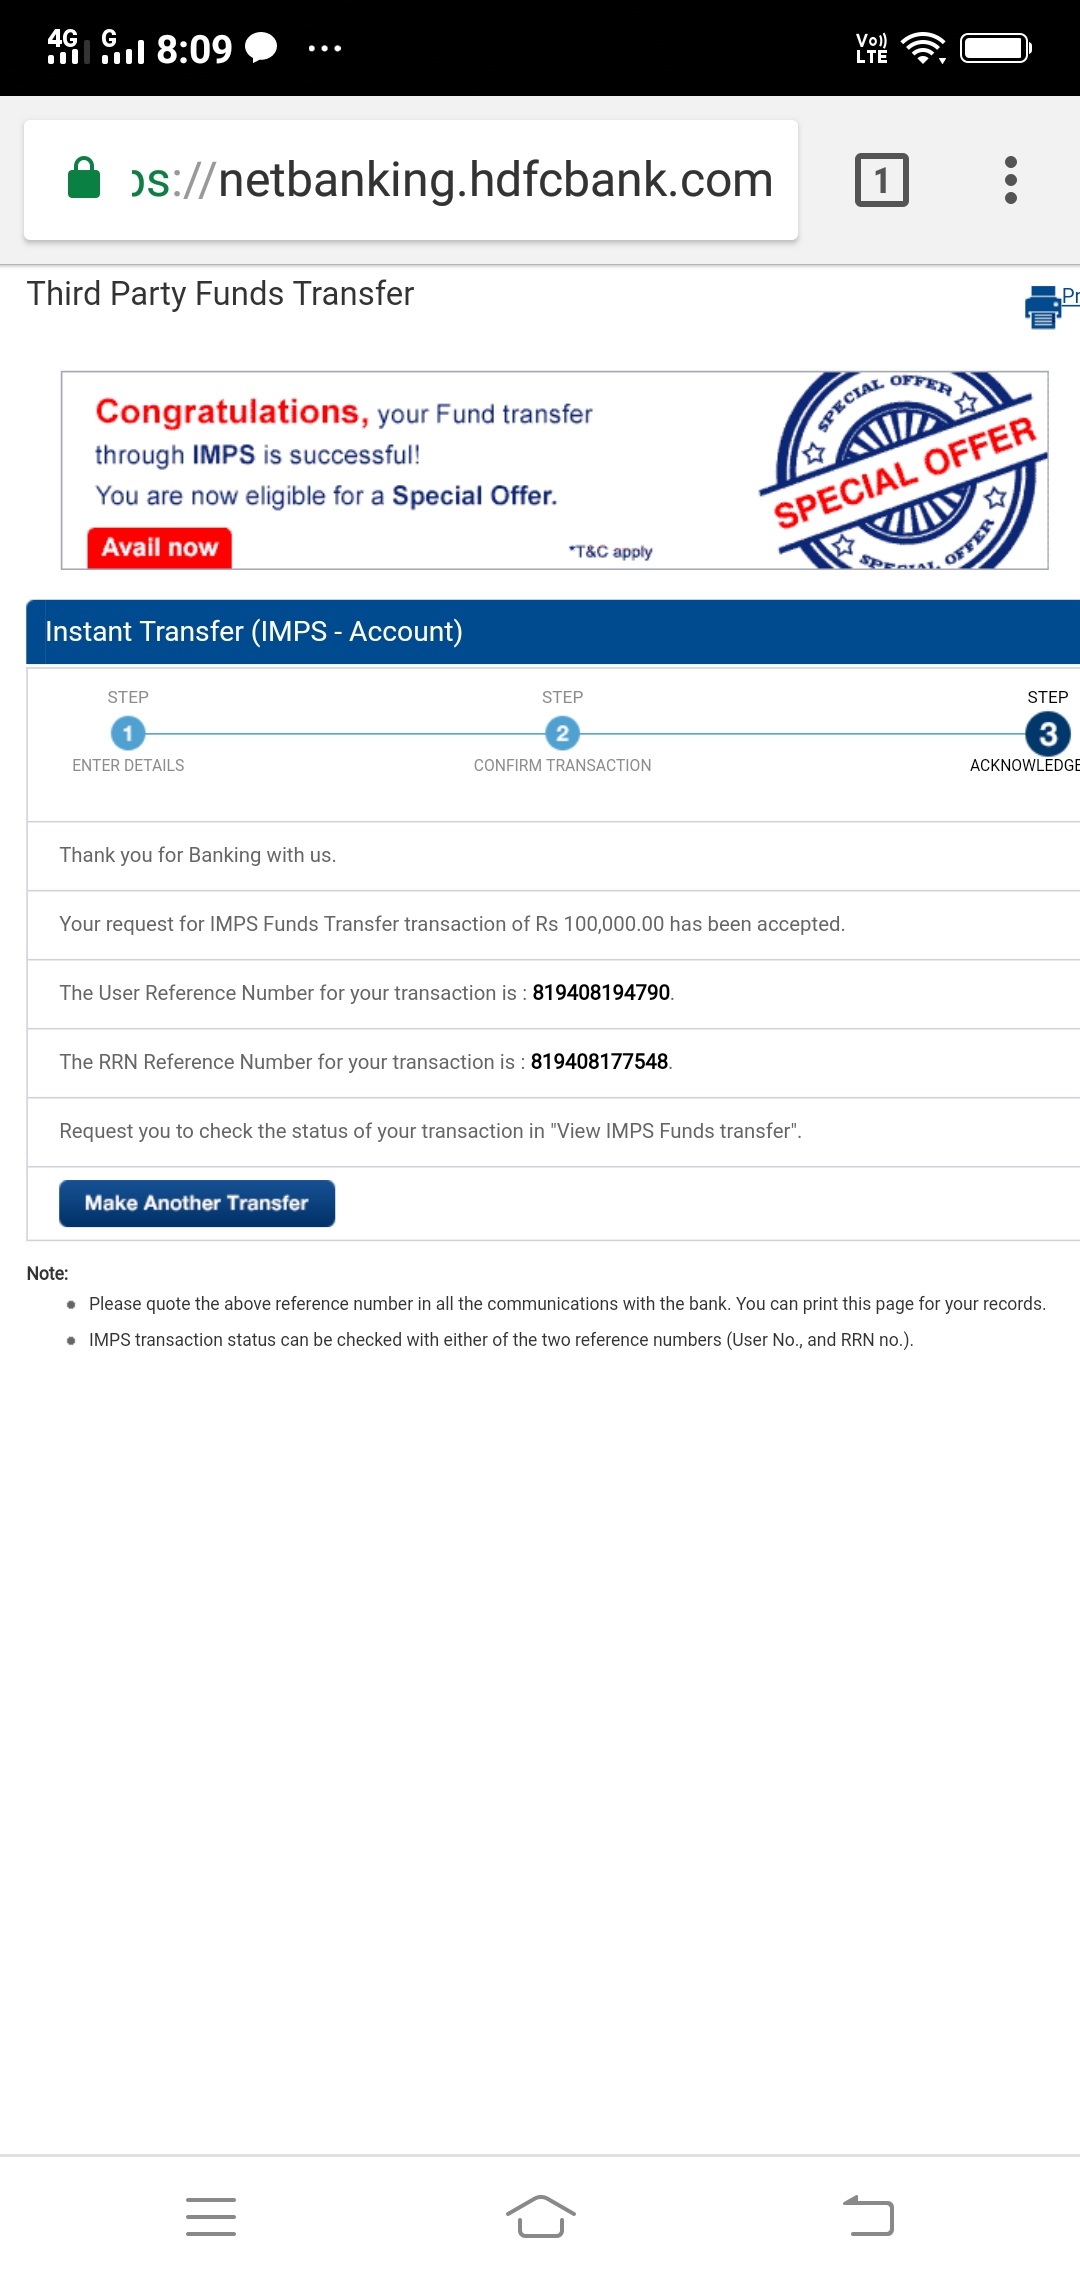 4G G 8:09 Vo)) LTE
ps://netbanking.hdfcbank.com 1
Third Party Funds Transfer
Pr
Congratulations, your Fund transfer
through IMPS is successful!
You are now eligible for a Special Offer.
Avail now
*T&C apply
SPECIAL OFFER
SPECIAL OFFER
SPECIAL OFFER
Instant Transfer (IMPS - Account)
STEP STEP STEP
1 2 3
ENTER DETAILS CONFIRM TRANSACTION ACKNOWLEDGE
Thank you for Banking with us.
Your request for IMPS Funds Transfer transaction of Rs 100,000.00 has been accepted.
The User Reference Number for your transaction is : 819408194790.
The RRN Reference Number for your transaction is : 819408177548.
Request you to check the status of your transaction in "View IMPS Funds transfer".
Make Another Transfer
Note:
Please quote the above reference number in all the communications with the bank. You can print this page for your records.
IMPS transaction status can be checked with either of the two reference numbers (User No., and RRN no.).